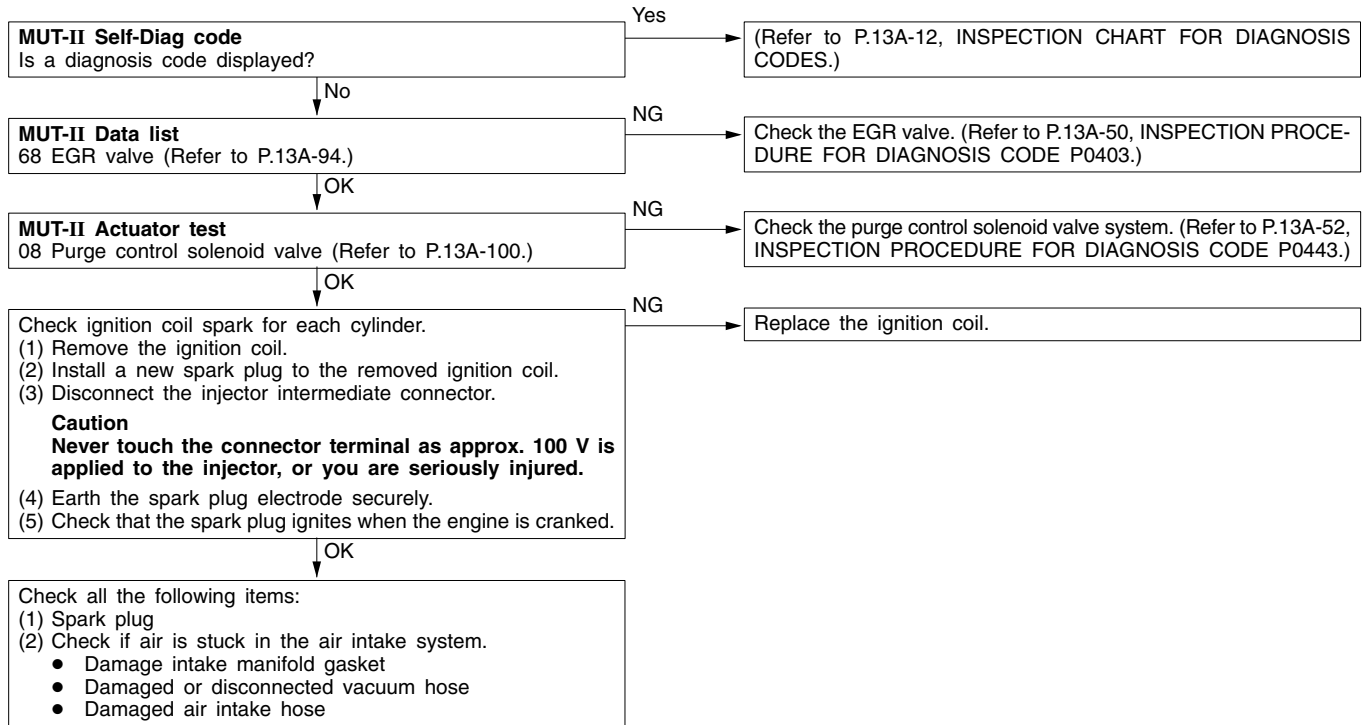 MUT-II Self-Diag code
Is a diagnosis code displayed?
Yes
(Refer to P.13A-12, INSPECTION CHART FOR DIAGNOSIS
CODES.)
No
MUT-II Data list
68 EGR valve (Refer to P.13A-94.)
NG
Check the EGR valve. (Refer to P.13A-50, INSPECTION PROCE-
DURE FOR DIAGNOSIS CODE P0403.)
OK
MUT-II Actuator test
08 Purge control solenoid valve (Refer to P.13A-100.)
NG
Check the purge control solenoid valve system. (Refer to P.13A-52,
INSPECTION PROCEDURE FOR DIAGNOSIS CODE P0443.)
OK
Check ignition coil spark for each cylinder.
(1) Remove the ignition coil.
(2) Install a new spark plug to the removed ignition coil.
(3) Disconnect the injector intermediate connector.
Caution
Never touch the connector terminal as approx. 100 V is
applied to the injector, or you are seriously injured.
(4) Earth the spark plug electrode securely.
(5) Check that the spark plug ignites when the engine is cranked.
NG
Replace the ignition coil.
OK
Check all the following items:
(1) Spark plug
(2) Check if air is stuck in the air intake system.
● Damage intake manifold gasket
● Damaged or disconnected vacuum hose
● Damaged air intake hose